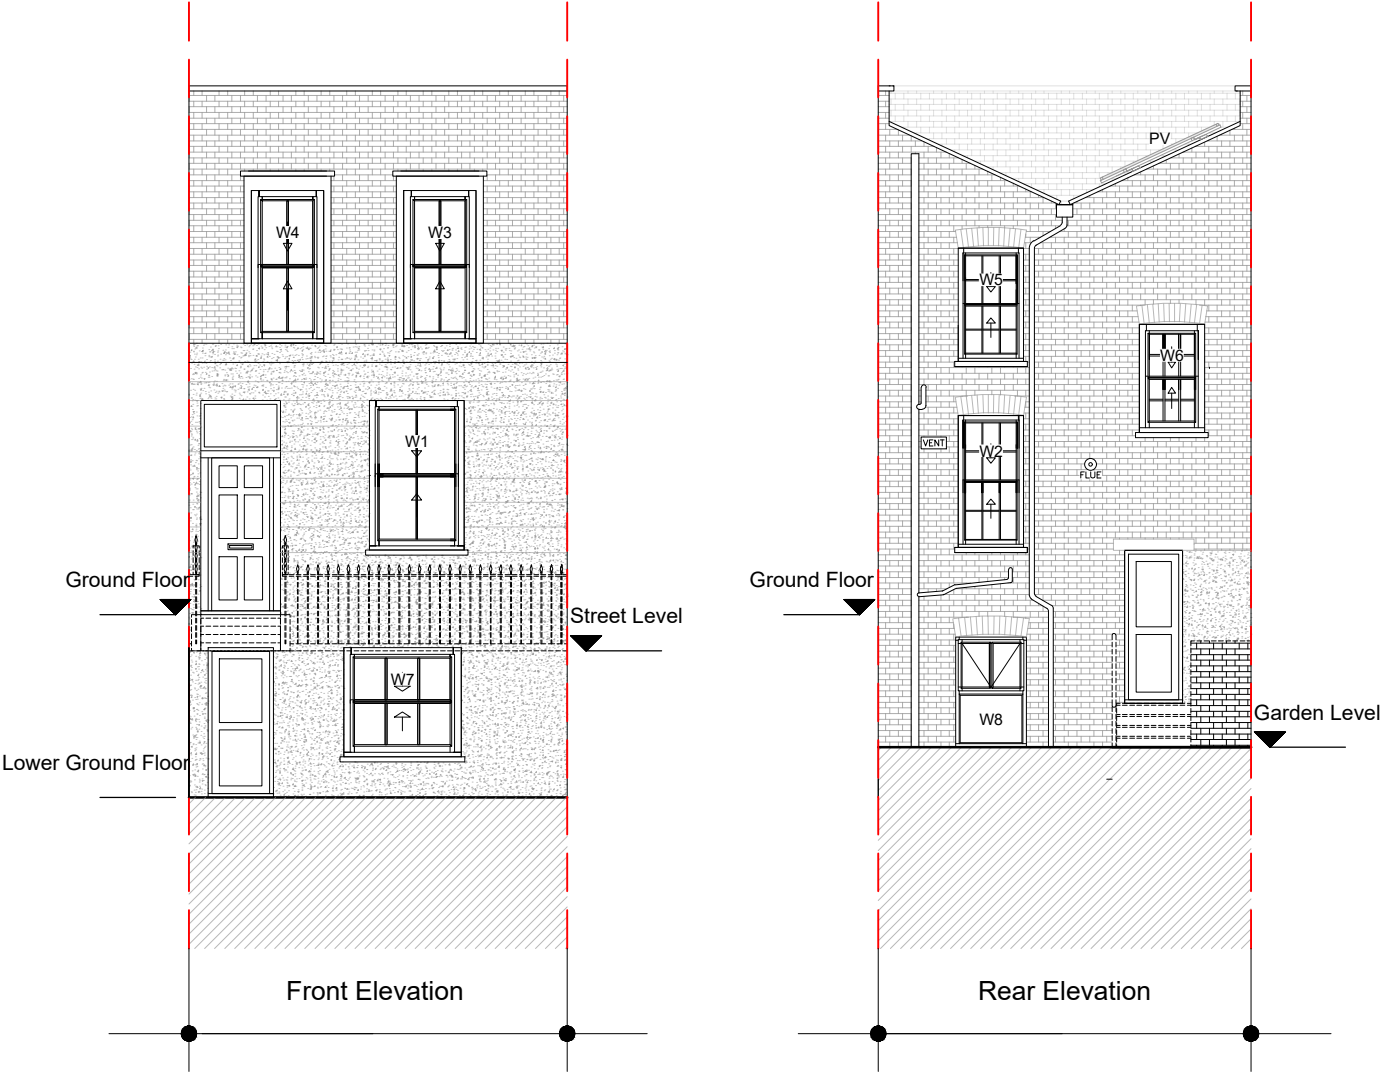 PV
W4
W3
W5
W6
W1
VENT
W2
FLUE
Ground Floor
Ground Floor
Street Level
W7
W8
Garden Level
Lower Ground Floor
Front Elevation
Rear Elevation